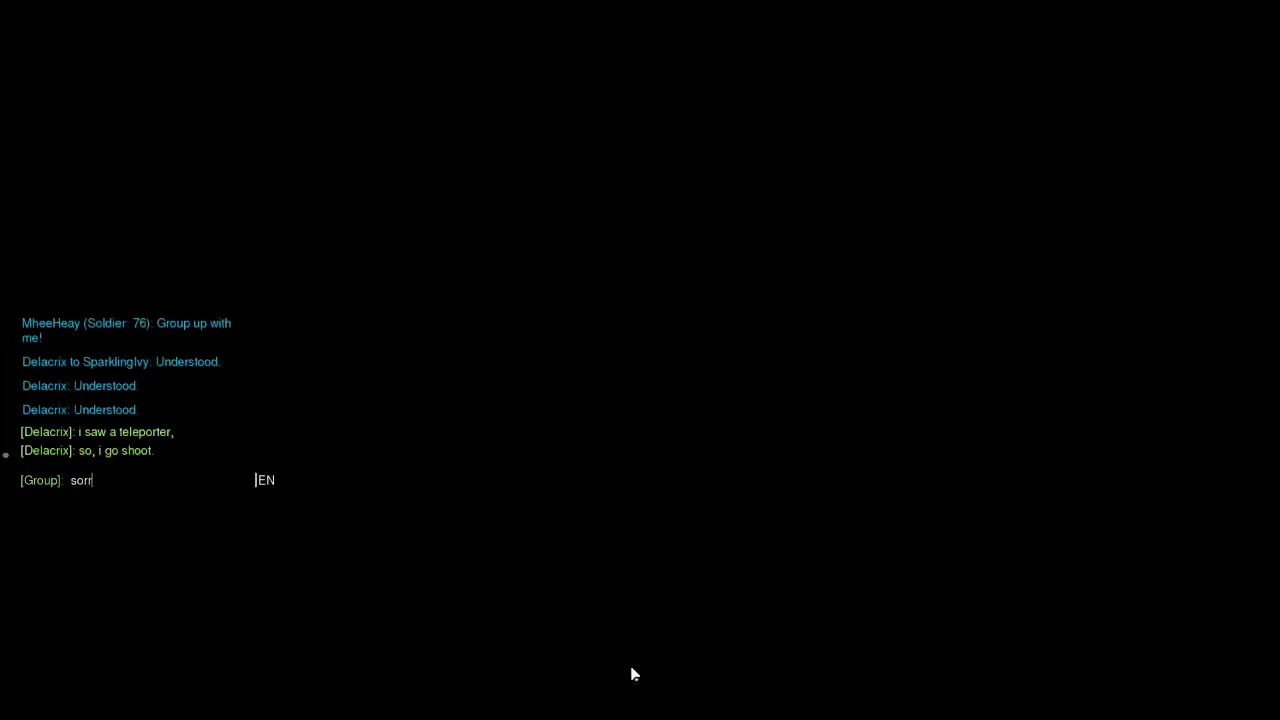 MheeHeay (Soldier: 76): Group up with
me!
Delacrix to SparklingIvy: Understood.
Delacrix: Understood.
Delacrix: Understood.
[Delacrix]: i saw a teleporter,
[Delacrix]: so, i go shoot.
[Group]: sorr EN